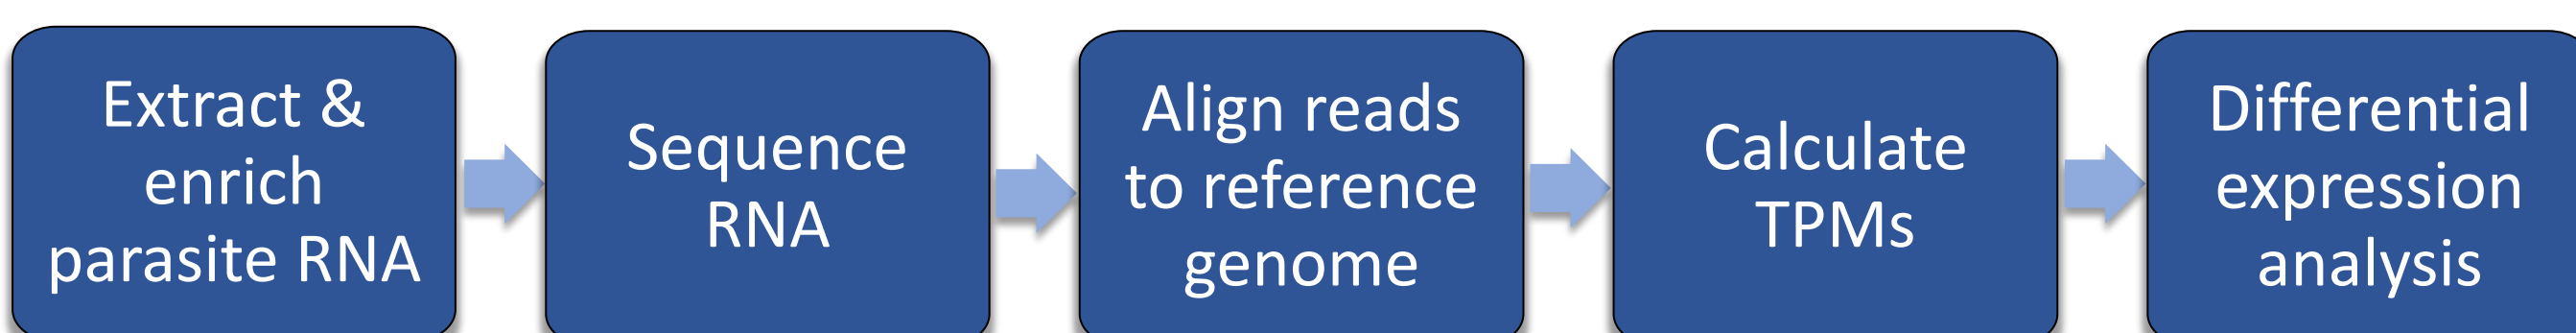 Extract &
enrich
parasite RNA
Sequence
RNA
Align reads
to reference
genome
Calculate
TPMs
Differential
expression
analysis